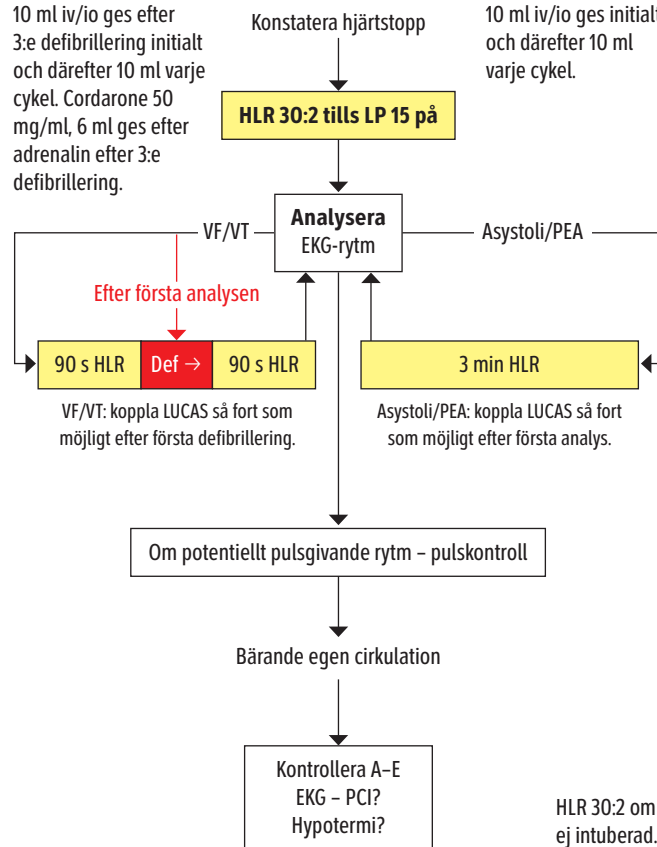 10 ml iv/io ges efter
3:e defibrillering initialt
och därefter 10 ml varje
cykel. Cordarone 50
mg/ml, 6 ml ges efter
adrenalin efter 3:e
defibrillering.
Konstatera hjärtstopp
10 ml iv/io ges initialt
och därefter 10 ml
varje cykel.
HLR 30:2 tills LP 15 på
Analysera
EKG-rytm
VF/VT
Asystoli/PEA
Efter första analysen
90 s HLR
Def →
90 s HLR
3 min HLR
VF/VT: koppla LUCAS så fort som
möjligt efter första defibrillering.
Asystoli/PEA: koppla LUCAS så fort
som möjligt efter första analys.
Om potentiellt pulsgivande rytm – pulskontroll
Bärande egen cirkulation
Kontrollera A–E
EKG – PCI?
Hypotermi?
HLR 30:2 om
ej intuberad.